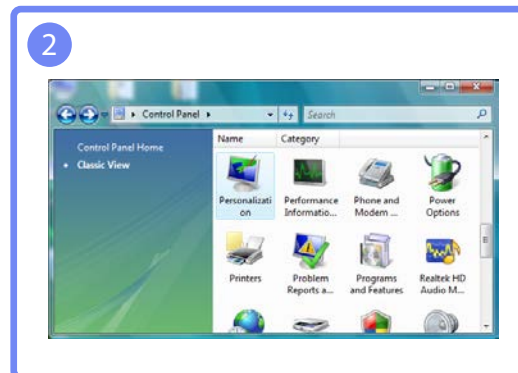 2
Control Panel
Search
Control Panel Home
Classic View
Name Category
Personalizati
on
Performance
Informatio...
Phone and
Modem ...
Power
Options
Printers
Problem
Reports a...
Programs
and Features
Realtek HD
Audio M...